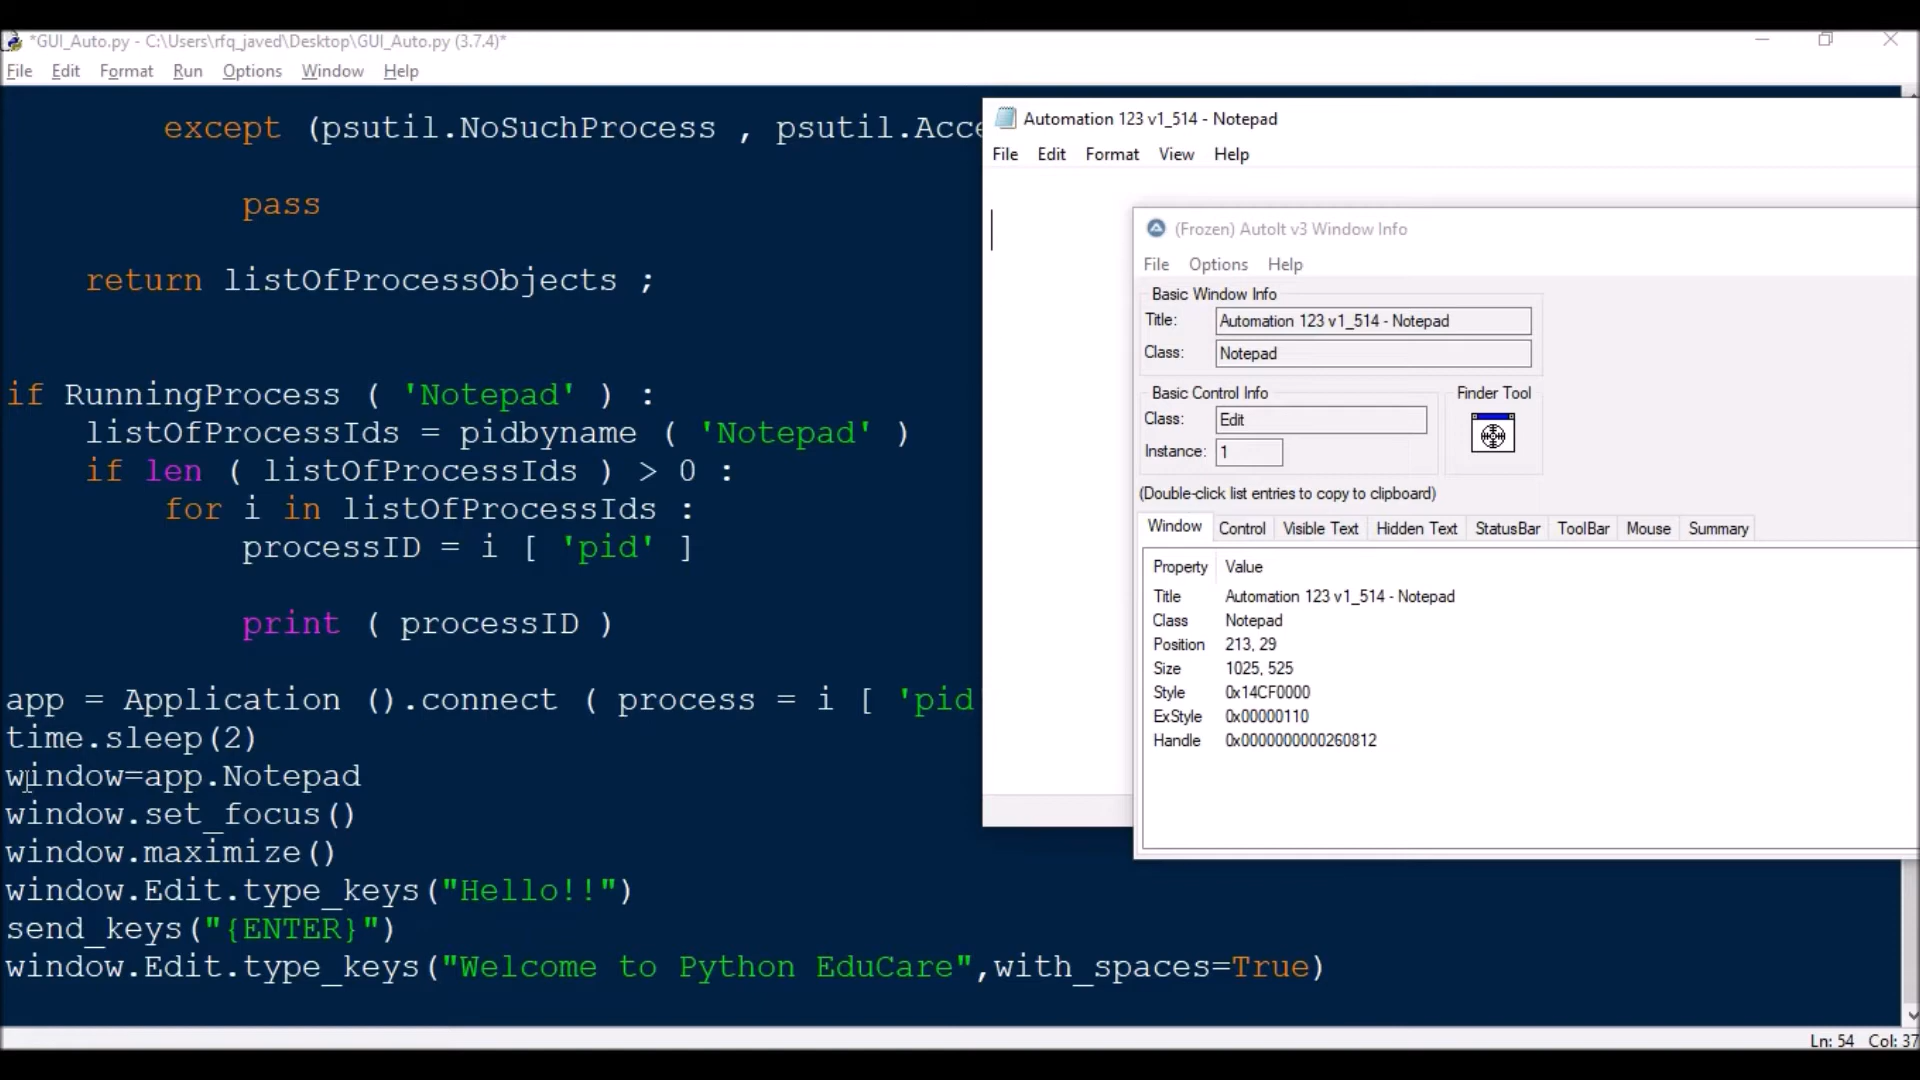 *GUI_Auto.py - C:\Users\rfq_javed\Desktop\GUI_Auto.py (3.7.4)*
File Edit Format Run Options Window Help
except (psutil.NoSuchProcess , psutil.Acce
pass
return listOfProcessObjects ;
if RunningProcess ( 'Notepad' ) :
listOfProcessIds = pidbyname ( 'Notepad' )
if len ( listOfProcessIds ) > 0 :
for i in listOfProcessIds :
processID = i [ 'pid' ]
print ( processID )
app = Application ().connect ( process = i [ 'pid'
time.sleep(2)
window=app.Notepad
window.set_focus()
window.maximize()
window.Edit.type_keys("Hello!!")
send_keys("{ENTER}")
window.Edit.type_keys("Welcome to Python EduCare",with_spaces=True)
Ln: 54 Col: 37
Automation 123 v1_514 - Notepad
File Edit Format View Help
(Frozen) AutoIt v3 Window Info
File Options Help
Basic Window Info
Title: Automation 123 v1_514 - Notepad
Class: Notepad
Basic Control Info
Class: Edit
Instance: 1
Finder Tool
(Double-click list entries to copy to clipboard)
Window Control Visible Text Hidden Text StatusBar ToolBar Mouse Summary
Property Value
Title Automation 123 v1_514 - Notepad
Class Notepad
Position 213, 29
Size 1025, 525
Style 0x14CF0000
ExStyle 0x00000110
Handle 0x0000000000260812